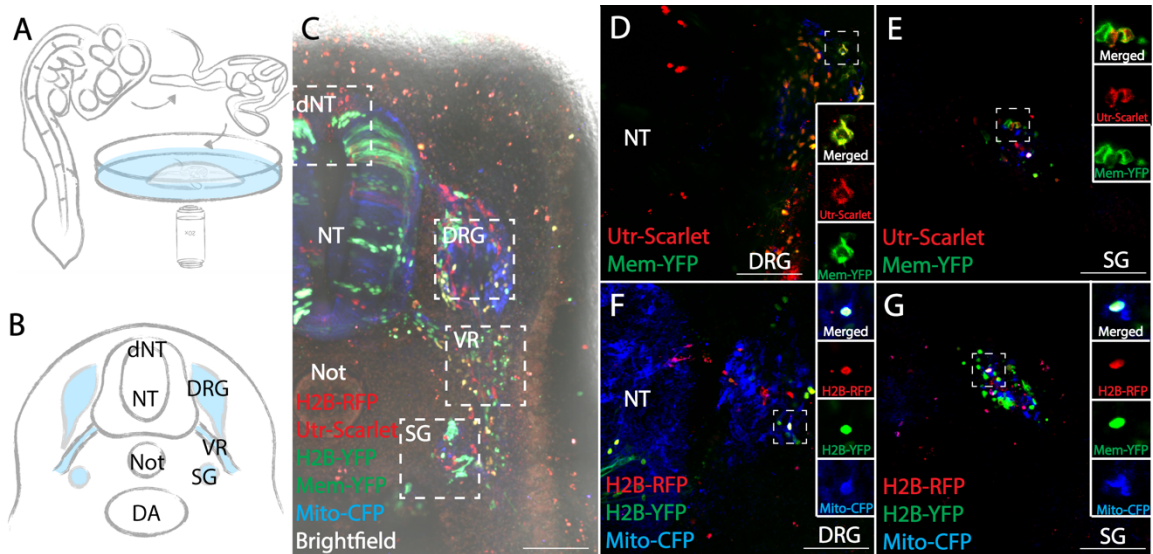 A
B
dNT
NT
DRG
VR
Not
SG
DA
C
dNT
NT
DRG
VR
Not
SG
H2B-RFP
Utr-Scarlet
H2B-YFP
Mem-YFP
Mito-CFP
Brightfield
D
NT
Utr-Scarlet
Mem-YFP
DRG
Merged
Utr-Scarlet
Mem-YFP
E
Utr-Scarlet
Mem-YFP
SG
Merged
Utr-Scarlet
Mem-YFP
F
NT
H2B-RFP
H2B-YFP
Mito-CFP
DRG
Merged
H2B-RFP
H2B-YFP
Mito-CFP
G
H2B-RFP
H2B-YFP
Mito-CFP
SG
Merged
H2B-RFP
Mem-YFP
Mito-CFP